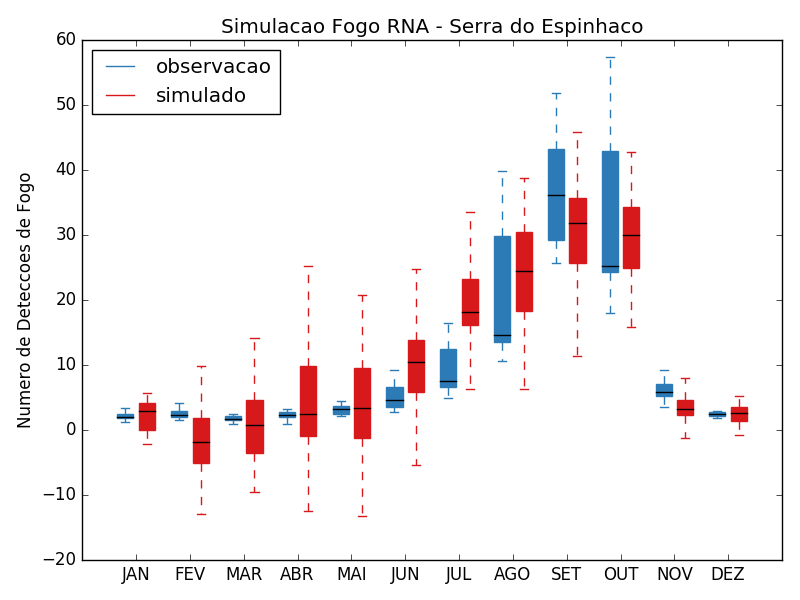 Simulacao Fogo RNA - Serra do Espinhaco
observacao
simulado
Numero de Deteccoes de Fogo
60
50
40
30
20
10
0
−10
−20
JAN FEV MAR ABR MAI JUN JUL AGO SET OUT NOV DEZ